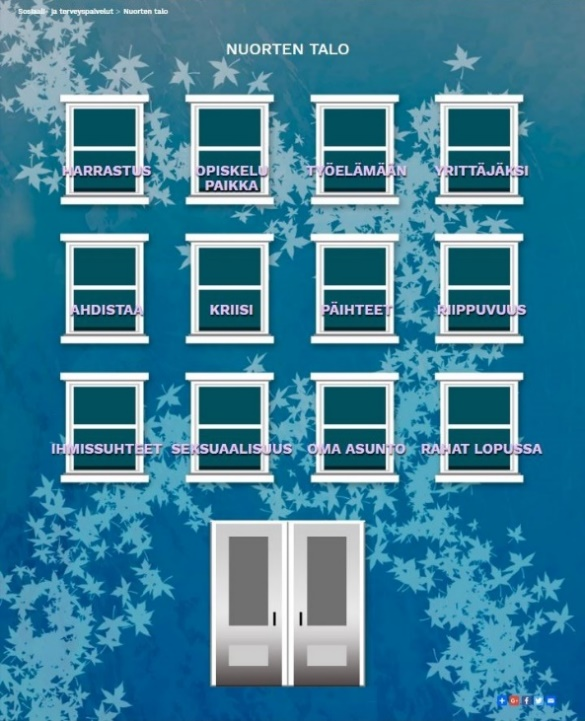 Sosiaali- ja terveyspalvelut > Nuorten talo
NUORTEN TALO
HARRASTUS
OPISKELU
PAIKKA
TYÖELÄMÄÄN
YRITTÄJÄKSI
AHDISTAA
KRIISI
PÄIHTEET
RIIPPUVUUS
IHMISSUHTEET
SEKSUAALISUUS
OMA ASUNTO
RAHAT LOPUSSA